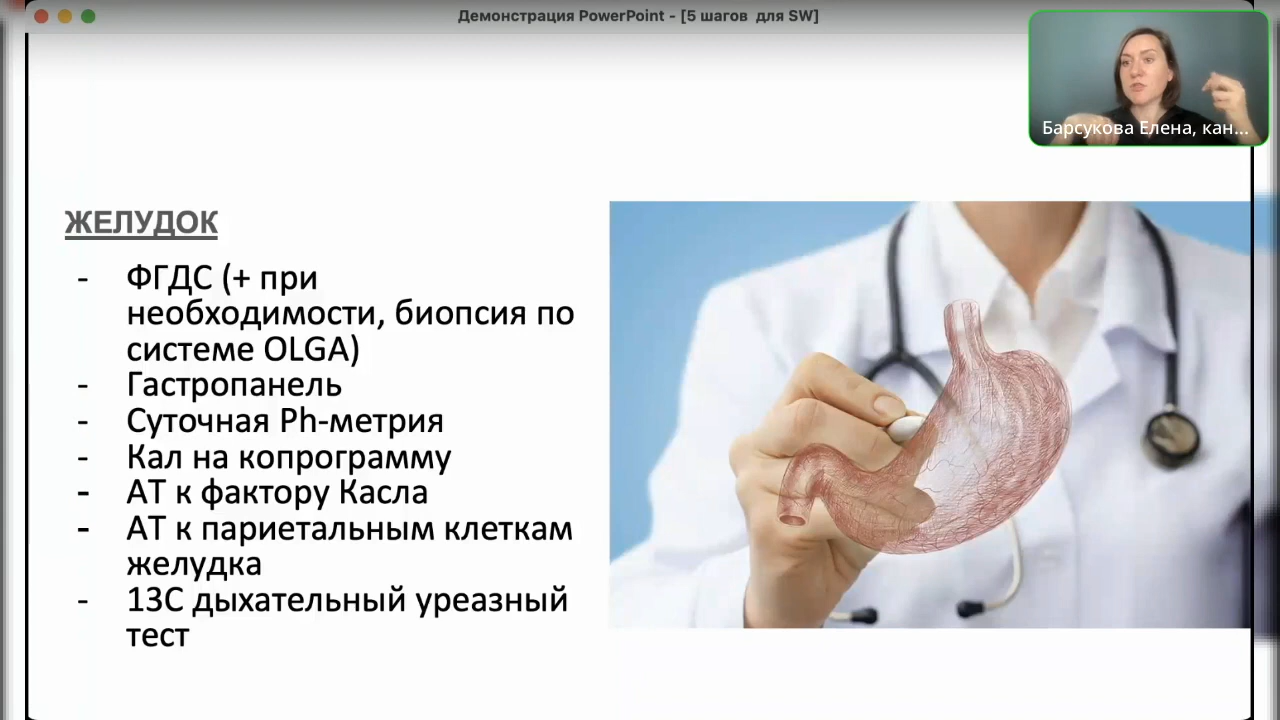 Демонстрация PowerPoint - [5 шагов для SW]
Барсукова Елена, кан...
ЖЕЛУДОК
- ФГДС (+ при
необходимости, биопсия по
системе OLGA)
- Гастропанель
- Суточная Ph-метрия
- Кал на копрограмму
- АТ к фактору Касла
- АТ к париетальным клеткам
желудка
- 13С дыхательный уреазный
тест